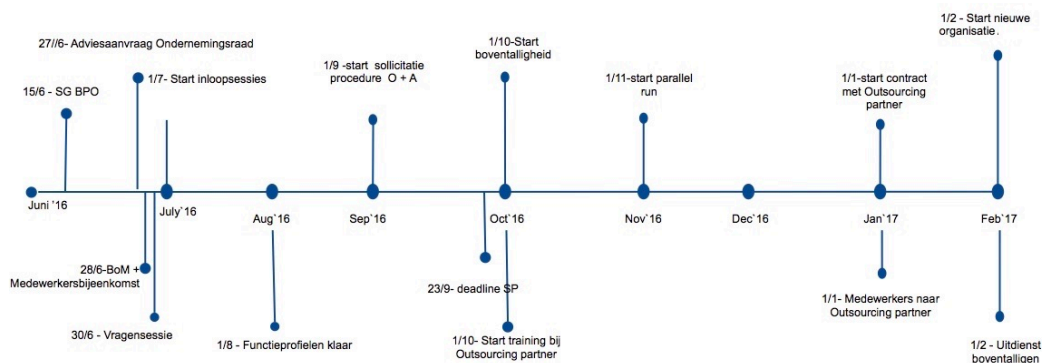 1/2 - Start nieuwe
organisatie.
27//6- Adviesaanvraag Ondernemingsraad
1/10-Start
boventalligheid
1/9 -start sollicitatie
procedure O + A
1/7- Start inloopsessies
1/11-start parallel
run
1/1-start contract
met Outsourcing
partner
15/6 - SG BPO
Juni '16
July`16
Aug`16
Sep`16
Oct`16
Nov`16
Dec`16
Jan`17
Feb`17
28/6-BoM +
Medewerkersbijeenkomst
23/9- deadline SP
1/1- Medewerkers naar
Outsourcing partner
30/6 - Vragensessie
1/8 - Functieprofielen klaar
1/10- Start training bij
Outsourcing partner
1/2 - Uitdienst
boventalligen